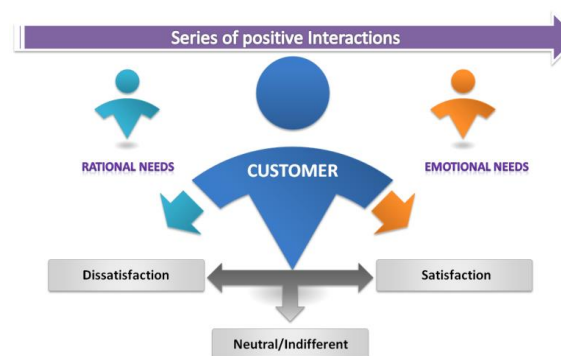 Series of positive Interactions
RATIONAL NEEDS
CUSTOMER
EMOTIONAL NEEDS
Dissatisfaction
Satisfaction
Neutral/Indifferent